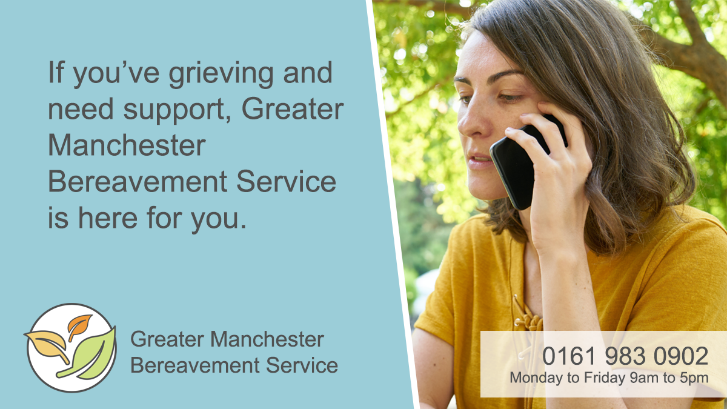 If you’ve grieving and
need support, Greater
Manchester
Bereavement Service
is here for you.
Greater Manchester
Bereavement Service
0161 983 0902
Monday to Friday 9am to 5pm